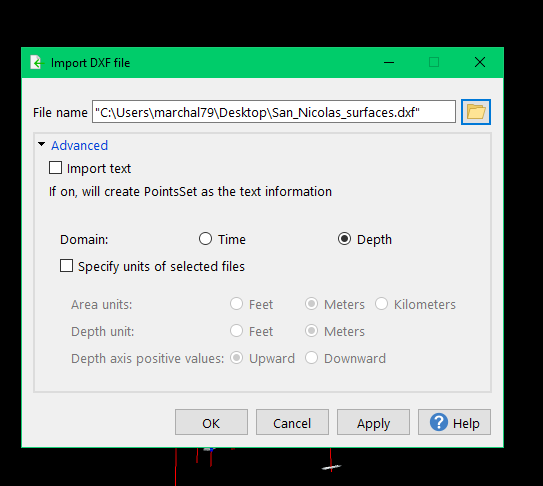 Import DXF file
File name "C:\Users\marchal79\Desktop\San_Nicolas_surfaces.dxf"
Advanced
Import text
If on, will create PointsSet as the text information
Domain: Time Depth
Specify units of selected files
Area units: Feet Meters Kilometers
Depth unit: Feet Meters
Depth axis positive values: Upward Downward
OK Cancel Apply Help